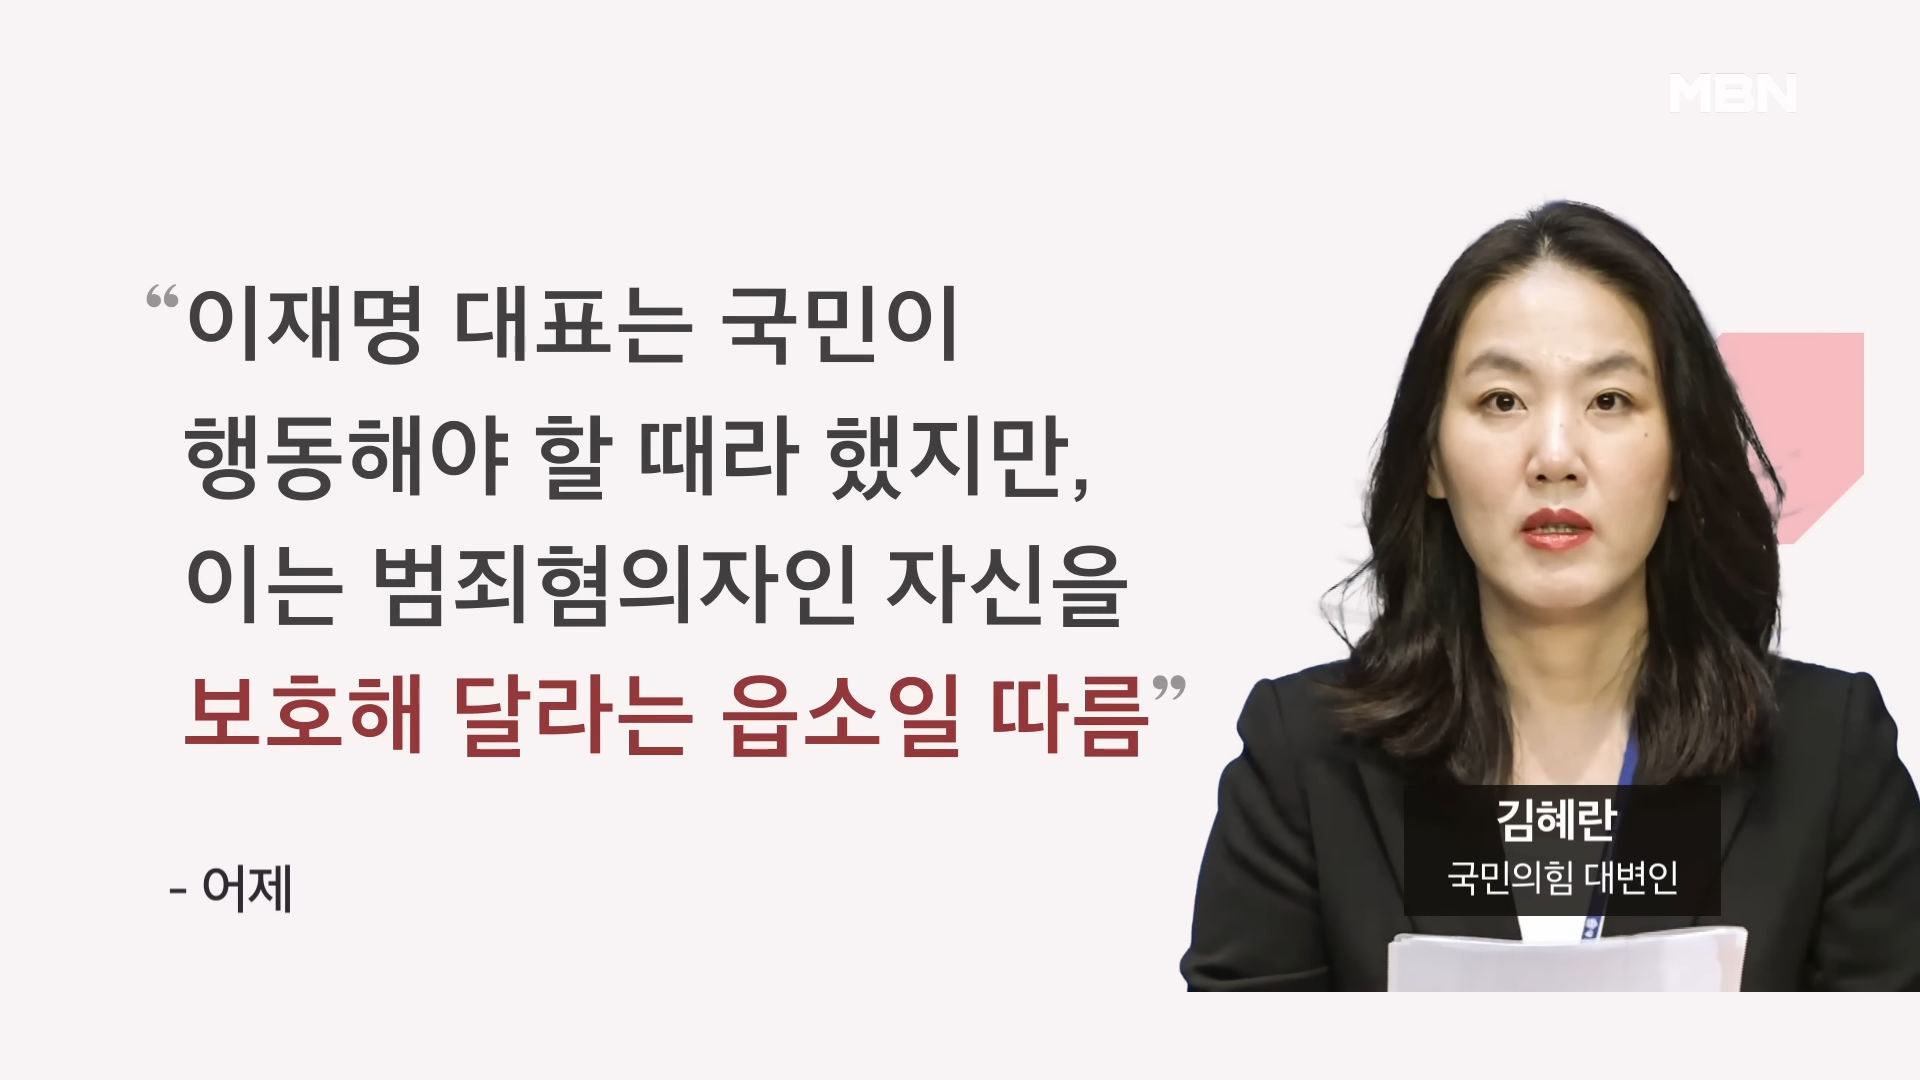 MBN
“이재명 대표는 국민이
행동해야 할 때라 했지만,
이는 범죄혐의자인 자신을
보호해 달라는 읍소일 따름”
- 어제
김혜란
국민의힘 대변인